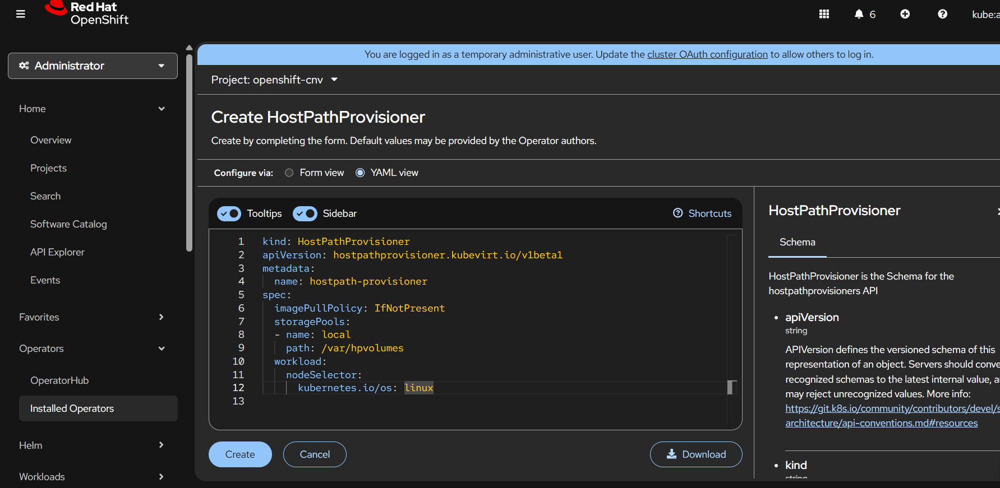 Red Hat
OpenShift
6
kube:a
Administrator
You are logged in as a temporary administrative user. Update the cluster OAuth configuration to allow others to log in.
Project: openshift-cnv
Home
Overview
Projects
Search
Software Catalog
API Explorer
Events
Favorites
Operators
OperatorHub
Installed Operators
Helm
Workloads
Create HostPathProvisioner
Create by completing the form. Default values may be provided by the Operator authors.
Configure via: Form view YAML view
Tooltips Sidebar Shortcuts
1 kind: HostPathProvisioner
2 apiVersion: hostpathprovisioner.kubevirt.io/v1beta1
3 metadata:
4 name: hostpath-provisioner
5 spec:
6 imagePullPolicy: IfNotPresent
7 storagePools:
8 - name: local
9 path: /var/hpvolumes
10 workload:
11 nodeSelector:
12 kubernetes.io/os: linux
13
Create Cancel Download
HostPathProvisioner
Schema
HostPathProvisioner is the Schema for the
hostpathprovisioners API
• apiVersion
string
APIVersion defines the versioned schema of this
representation of an object. Servers should conve
recognized schemas to the latest internal value, a
may reject unrecognized values. More info:
https://git.k8s.io/community/contributors/devel/s
architecture/api-conventions.md#resources
• kind
string